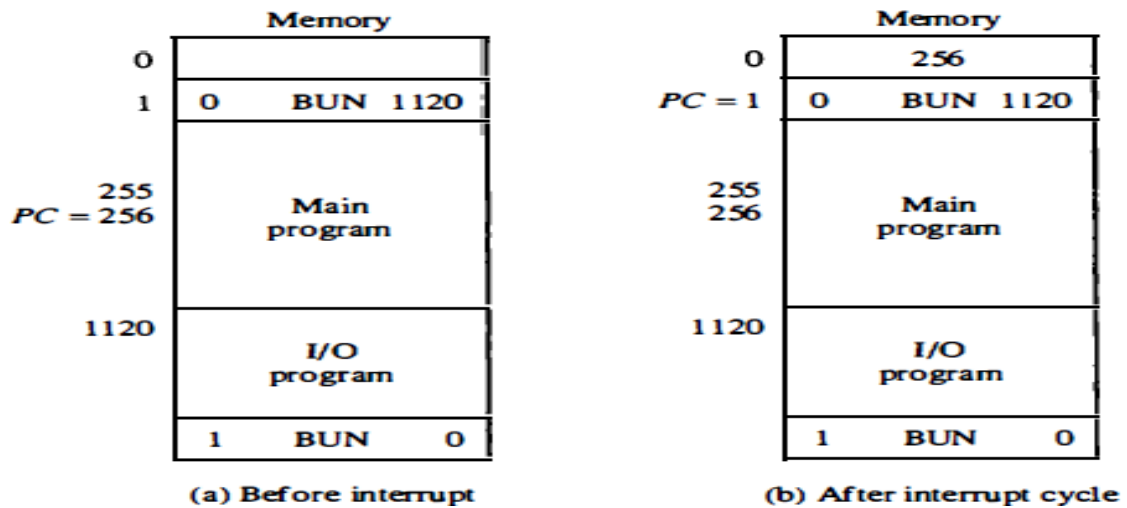 Memory
0
1 0 BUN 1120
255
PC = 256
Main
program
1120
I/O
program
1 BUN 0
(a) Before interrupt
Memory
0 256
PC = 1 0 BUN 1120
255
256
Main
program
1120
I/O
program
1 BUN 0
(b) After interrupt cycle